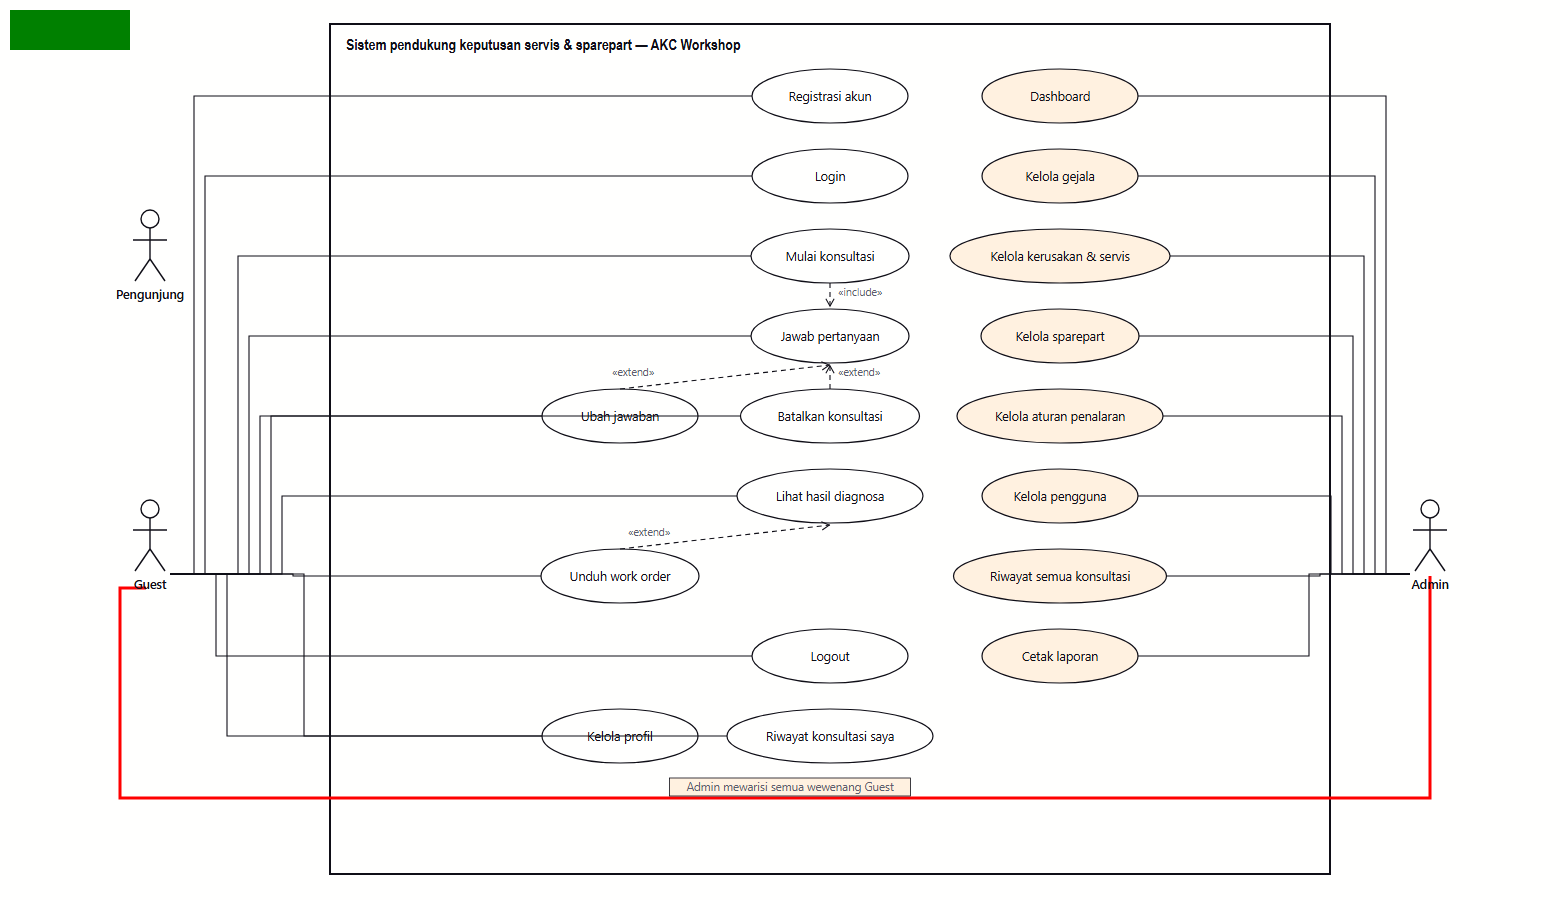 Sistem pendukung keputusan servis & sparepart — AKC Workshop
Registrasi akun
Dashboard
Login
Kelola gejala
Pengunjung
Mulai konsultasi
Kelola kerusakan & servis
«include»
Jawab pertanyaan
Kelola sparepart
«extend»
«extend»
Ubah jawaban
Batalkan konsultasi
Kelola aturan penalaran
Lihat hasil diagnosa
Kelola pengguna
«extend»
Guest
Unduh work order
Riwayat semua konsultasi
Admin
Logout
Cetak laporan
Kelola profil
Riwayat konsultasi saya
Admin mewarisi semua wewenang Guest